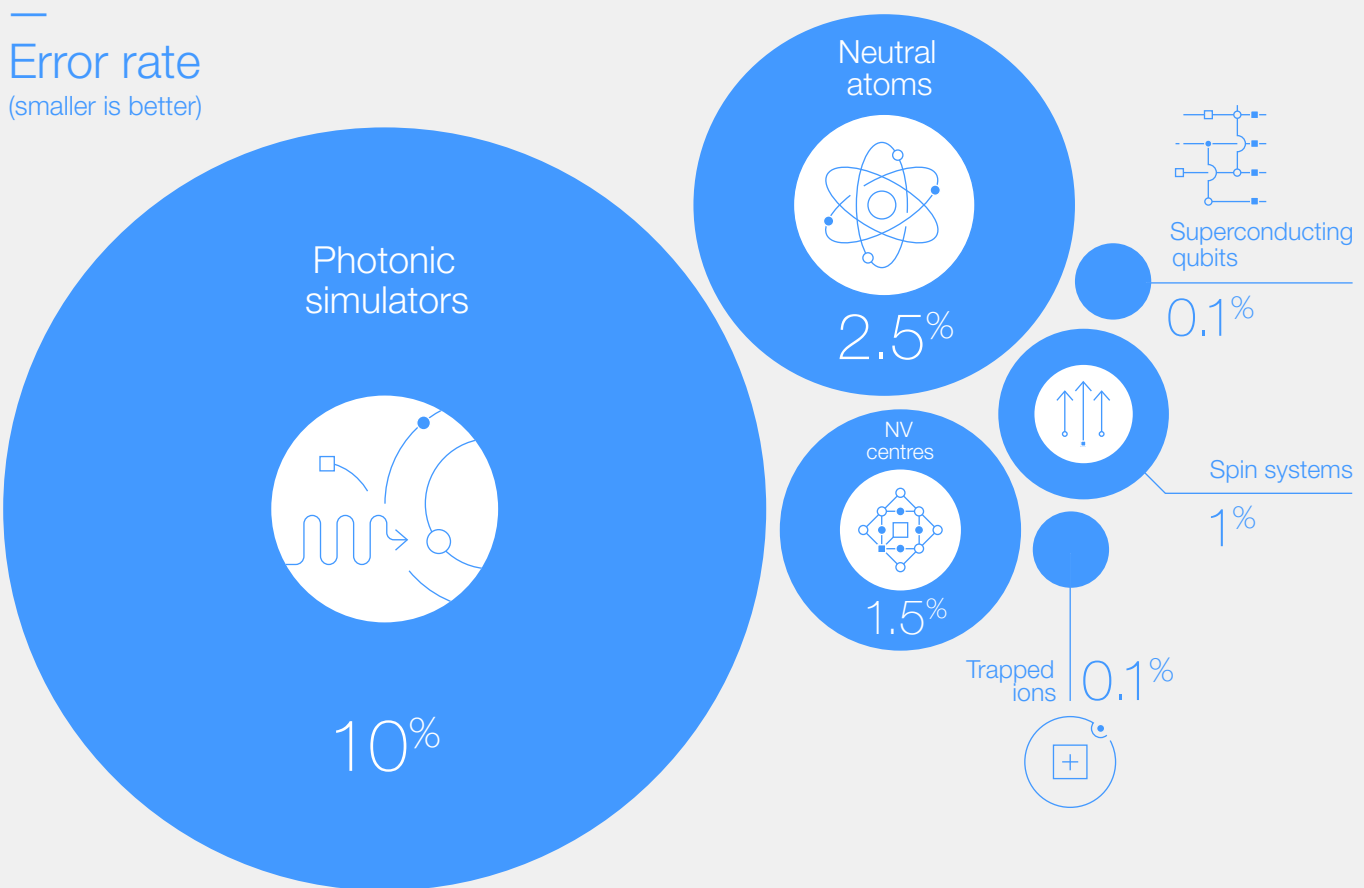 Error rate
(smaller is better)
Photonic
simulators
10%
Neutral
atoms
2.5%
Superconducting
qubits
0.1%
NV
centres
1.5%
Spin systems
1%
Trapped
ions
0.1%